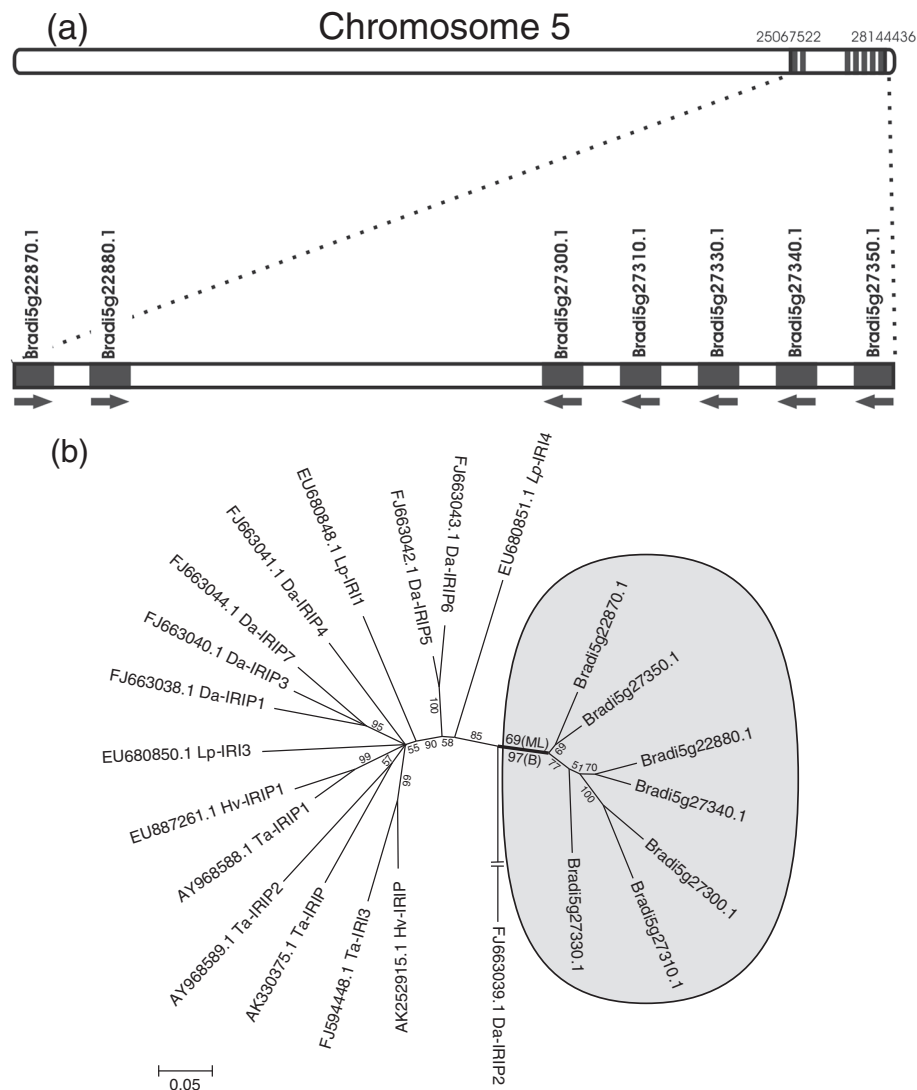 (a)
Chromosome 5
25067522
28144436
Bradi5g22870.1
Bradi5g22880.1
Bradi5g27300.1
Bradi5g27310.1
Bradi5g27330.1
Bradi5g27340.1
Bradi5g27350.1
(b)
EU680848.1 Lp-IRI1
FJ663042.1 Da-IRIP5
FJ663043.1 Da-IRIP6
EU680851.1 Lp-IRI4
FJ663041.1 Da-IRIP4
FJ663044.1 Da-IRIP7
FJ663040.1 Da-IRIP3
FJ663038.1 Da-IRIP1
EU680850.1 Lp-IRI3
EU887261.1 Hv-IRIP1
AY968588.1 Ta-IRIP1
AY968589.1 Ta-IRIP2
AK330375.1 Ta-IRIP
FJ594448.1 Ta-IRI3
AK252915.1 Hv-IRIP
FJ663039.1 Da-IRIP2
Bradi5g22870.1
Bradi5g27350.1
Bradi5g22880.1
Bradi5g27340.1
Bradi5g27300.1
Bradi5g27310.1
Bradi5g27330.1
95
99
57
99
55
90
58
100
85
69(ML)
97(B)
69
77
51
70
100
0.05